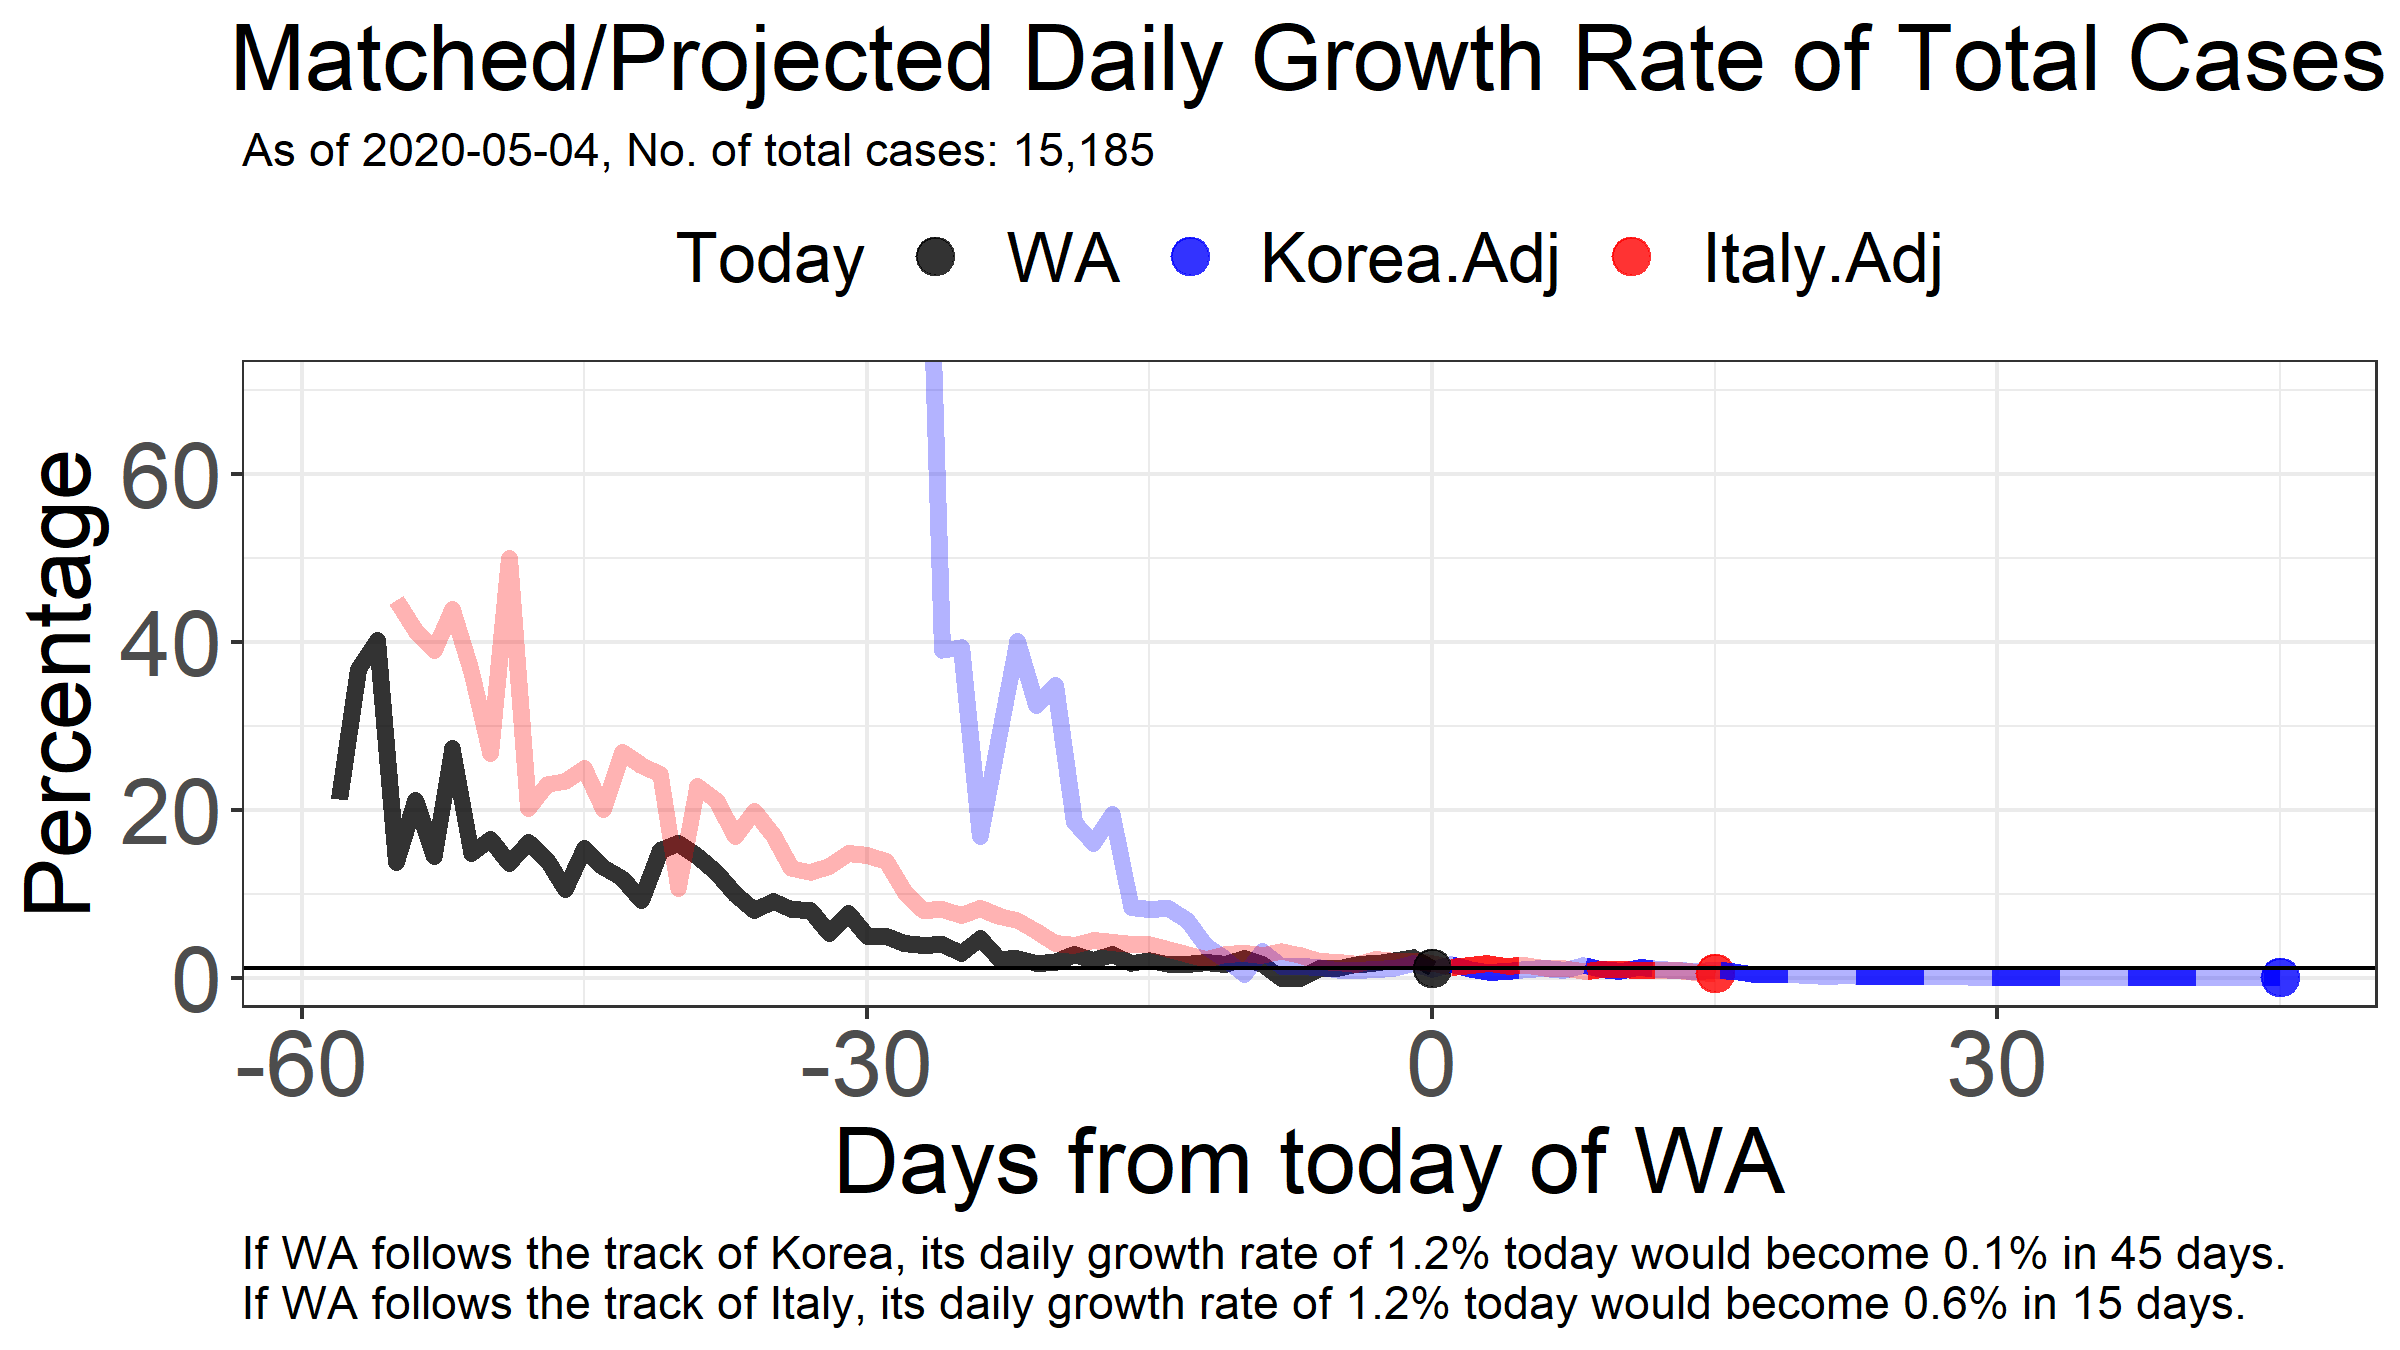 Matched/Projected Daily Growth Rate of Total Cases
As of 2020-05-04, No. of total cases: 15,185
Today WA Korea.Adj Italy.Adj
Percentage
60
40
20
0
-60 -30 0 30
Days from today of WA
If WA follows the track of Korea, its daily growth rate of 1.2% today would become 0.1% in 45 days.
If WA follows the track of Italy, its daily growth rate of 1.2% today would become 0.6% in 15 days.